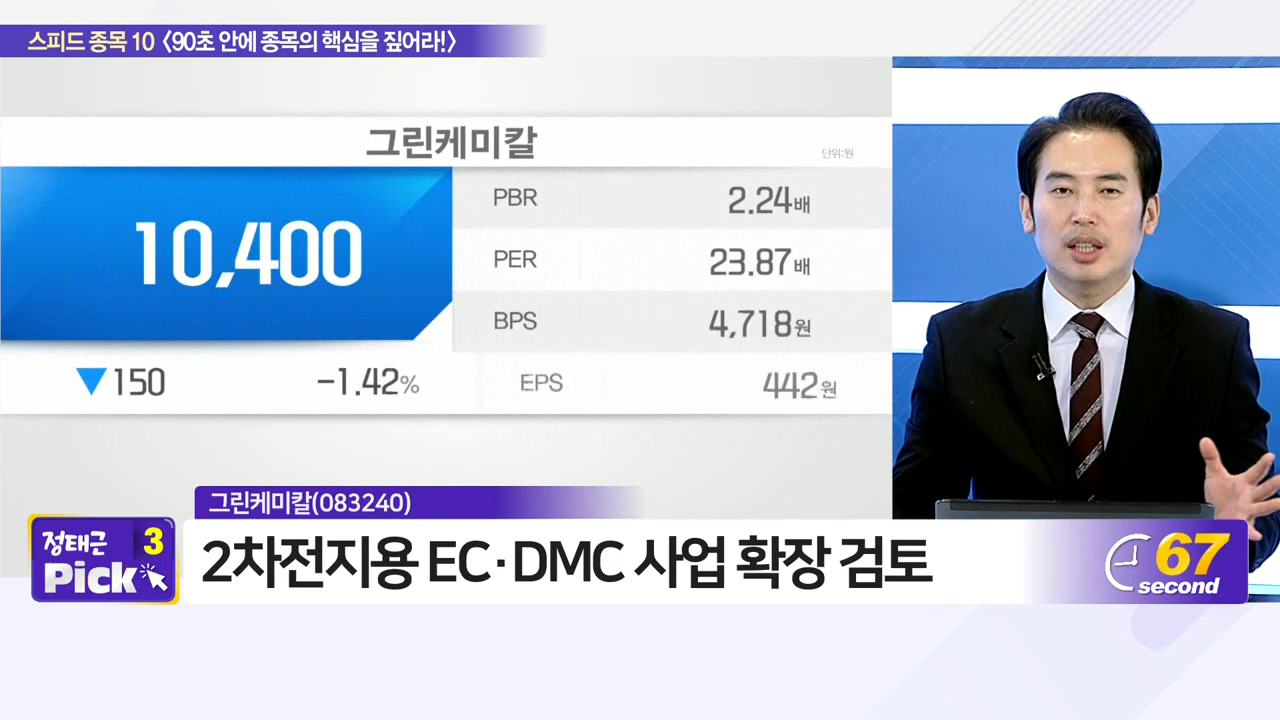 스피드 종목 10 〈90초 안에 종목의 핵심을 짚어라!〉
그린케미칼
단위:원
10,400
▼150 -1.42%
PBR 2.24배
PER 23.87배
BPS 4,718원
EPS 442원
그린케미칼(083240)
정태근 3
Pick
2차전지용 EC·DMC 사업 확장 검토
67
second